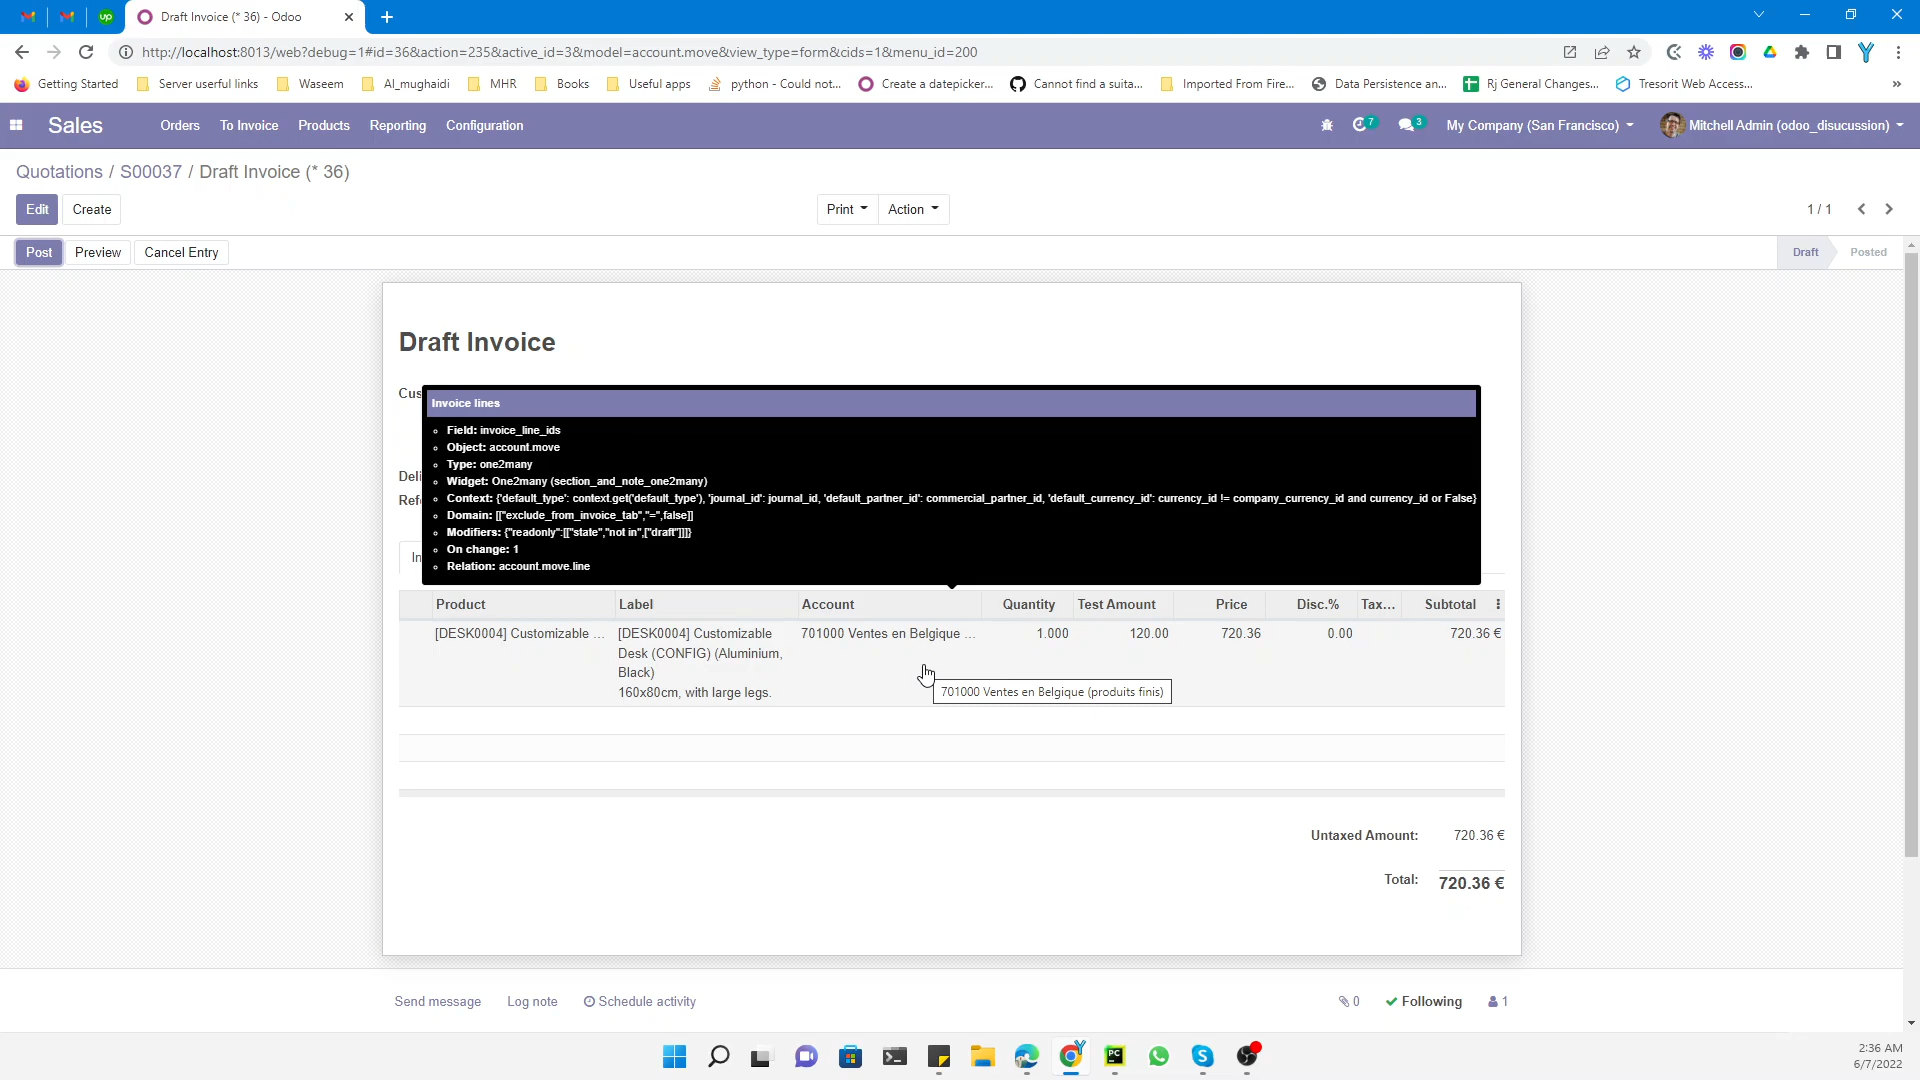 Draft Invoice (* 36) - Odoo
http://localhost:8013/web?debug=1#id=36&action=235&active_id=3&model=account.move&view_type=form&cids=1&menu_id=200
Getting Started Server useful links Waseem Al_mughaidi MHR Books Useful apps python - Could not... Create a datepicker... Cannot find a suita... Imported From Fire... Data Persistence an... Rj General Changes... Tresorit Web Access... »
Sales Orders To Invoice Products Reporting Configuration 7 3 My Company (San Francisco) Mitchell Admin (odoo_disucussion)
Quotations / S00037 / Draft Invoice (* 36)
Edit Create Print Action 1 / 1
Post Preview Cancel Entry Draft Posted
Draft Invoice
Cus
Invoice lines
Field: invoice_line_ids
Object: account.move
Type: one2many
Deli
Widget: One2many (section_and_note_one2many)
Refe
Context: {'default_type': context.get('default_type'), 'journal_id': journal_id, 'default_partner_id': commercial_partner_id, 'default_currency_id': currency_id != company_currency_id and currency_id or False}
Domain: [["exclude_from_invoice_tab","=",false]]
Modifiers: {"readonly":[["state","not in",["draft"]]]}
On change: 1
In
Relation: account.move.line
Product Label Account Quantity Test Amount Price Disc.% Tax... Subtotal
[DESK0004] Customizable ... [DESK0004] Customizable 701000 Ventes en Belgique ... 1.000 120.00 720.36 0.00 720.36 €
Desk (CONFIG) (Aluminium,
Black)
160x80cm, with large legs.
701000 Ventes en Belgique (produits finis)
Untaxed Amount: 720.36 €
Total: 720.36 €
Send message Log note Schedule activity 0 Following 1
2:36 AM
6/7/2022